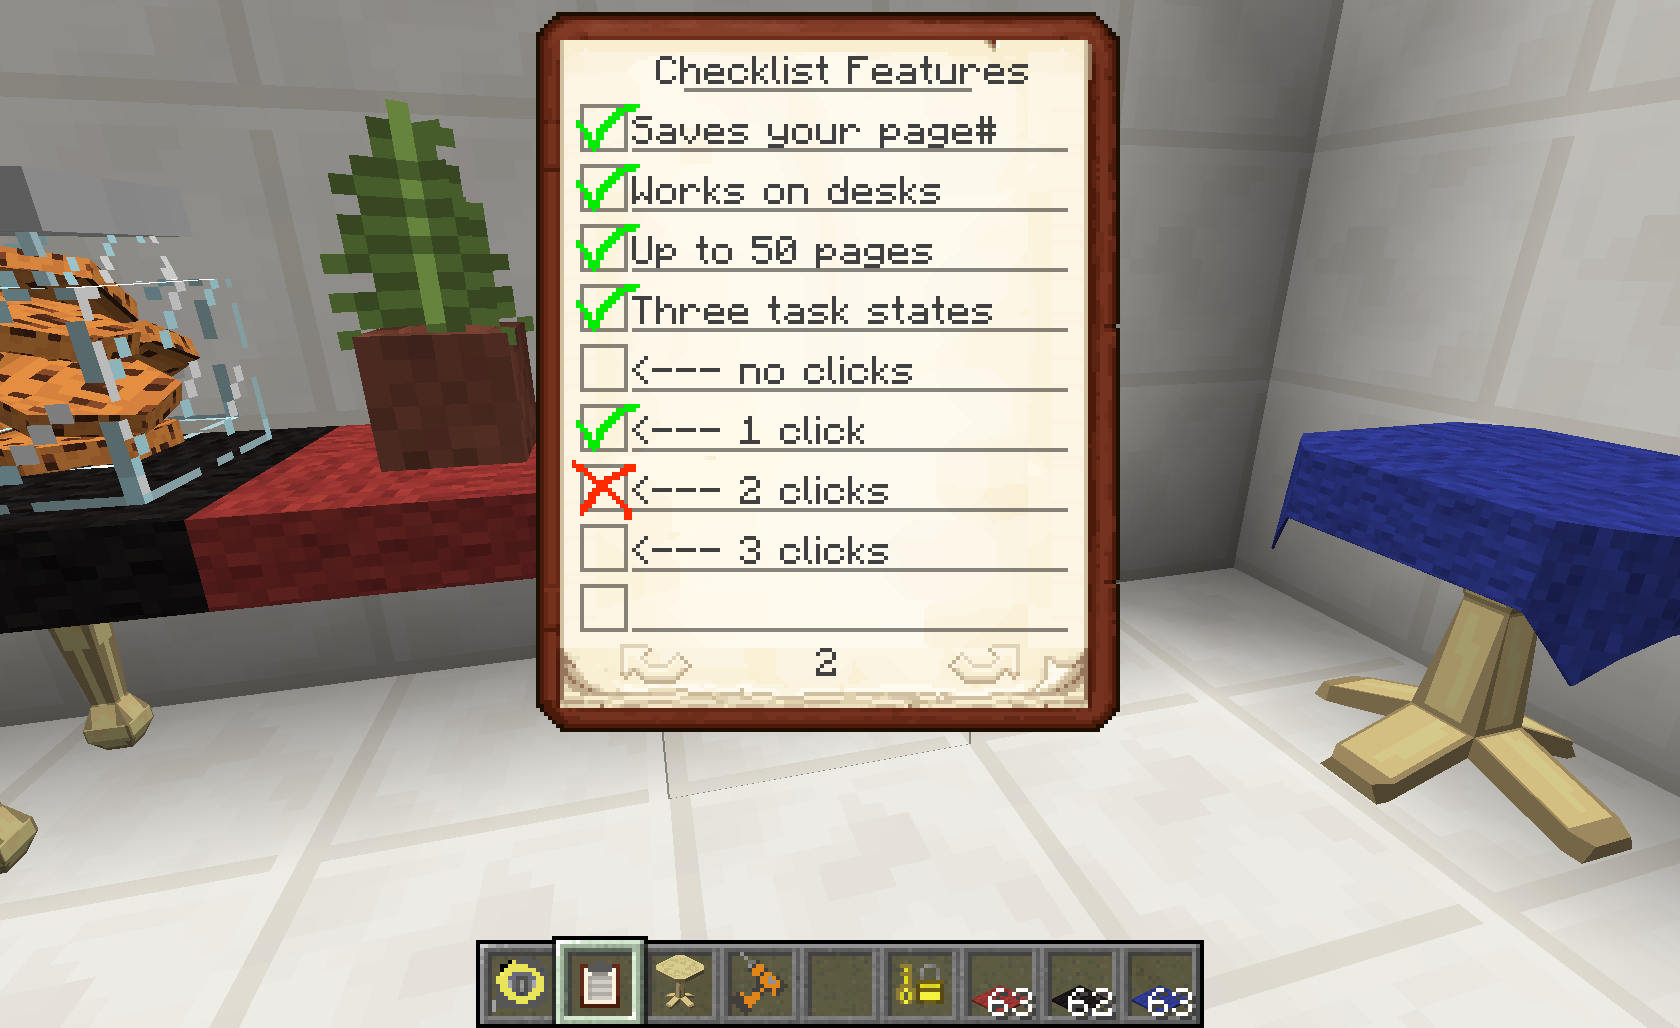 Checklist Features
Saves your page#
Works on desks
Up to 50 pages
Three task states
<--- no clicks
<--- 1 click
<--- 2 clicks
<--- 3 clicks
2
63 62 63